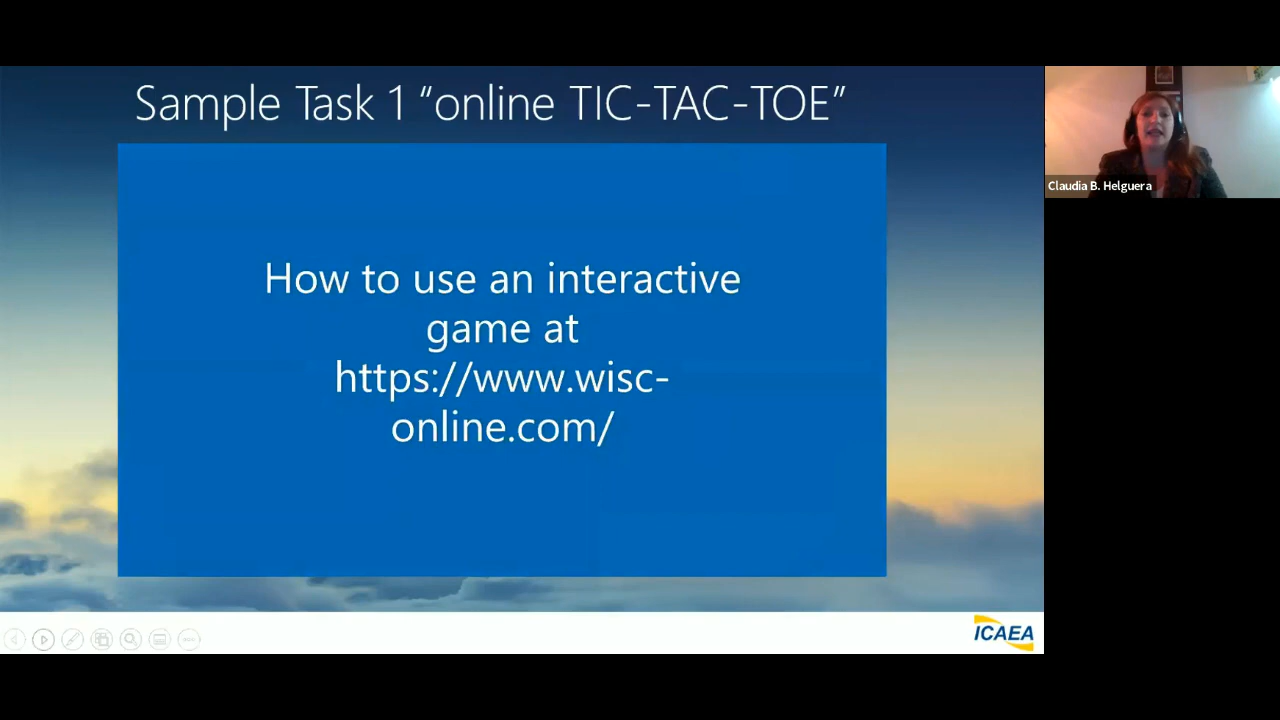 Sample Task 1 “online TIC-TAC-TOE”
How to use an interactive
game at
https://www.wisc-
online.com/
Claudia B. Helguera
ICAEA